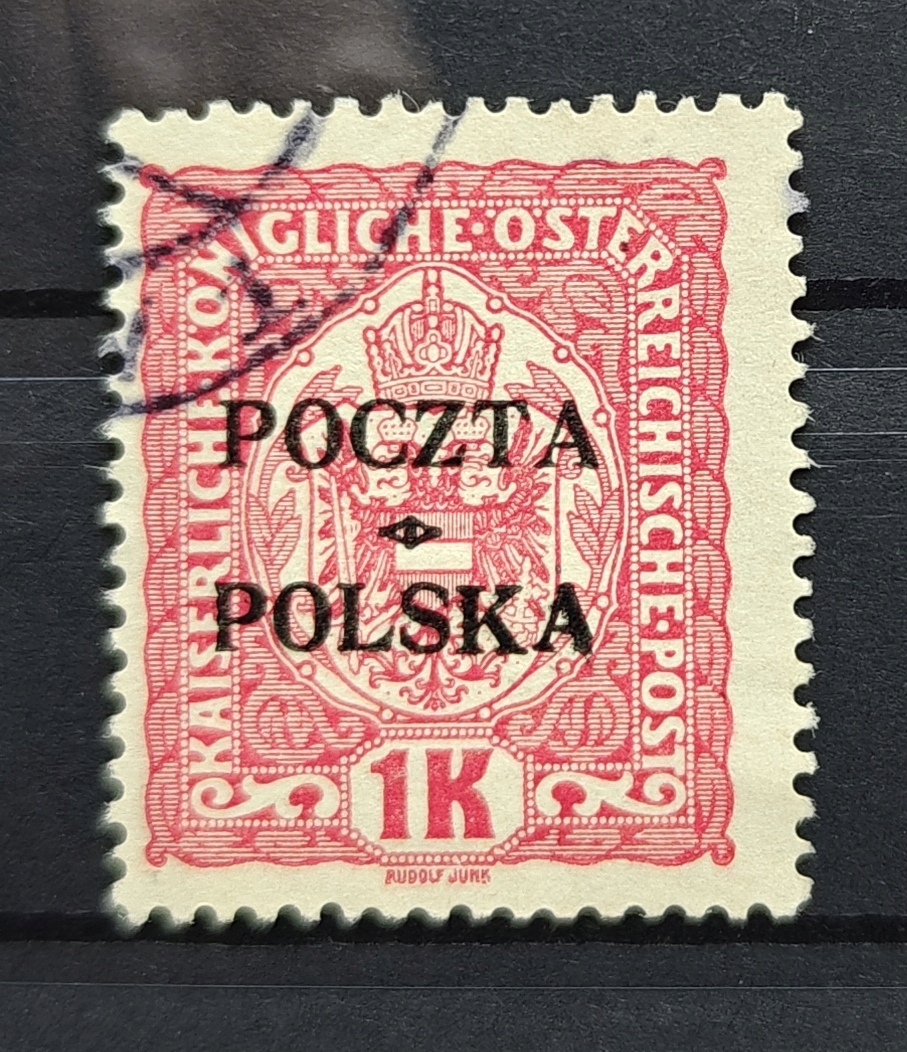 KAISERLICHE KÖNIGLICHE·ÖSTERREICHISCHE·POST
POCZTA
POLSKA
1K
RUDOLF JUNK